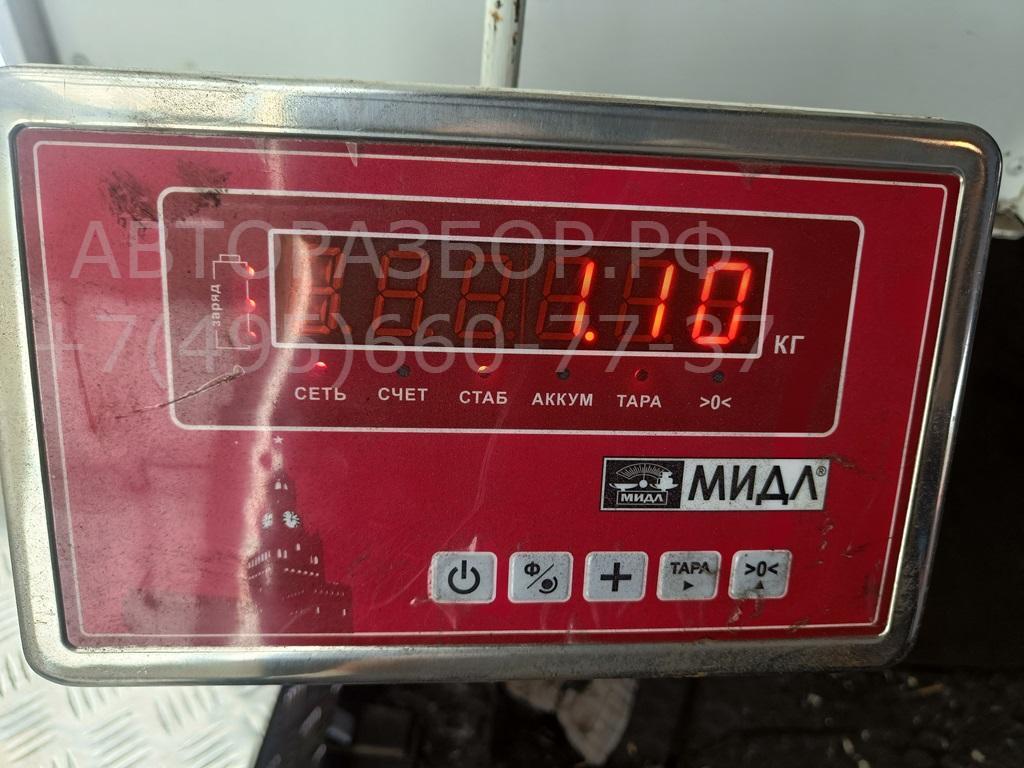 АВТОРАЗБОР.РФ
+7(495)660-77-37
заряд
1.10
КГ
СЕТЬ СЧЕТ СТАБ АККУМ ТАРА >0<
МИДЛ МИДЛ®
Ф ТАРА >0<